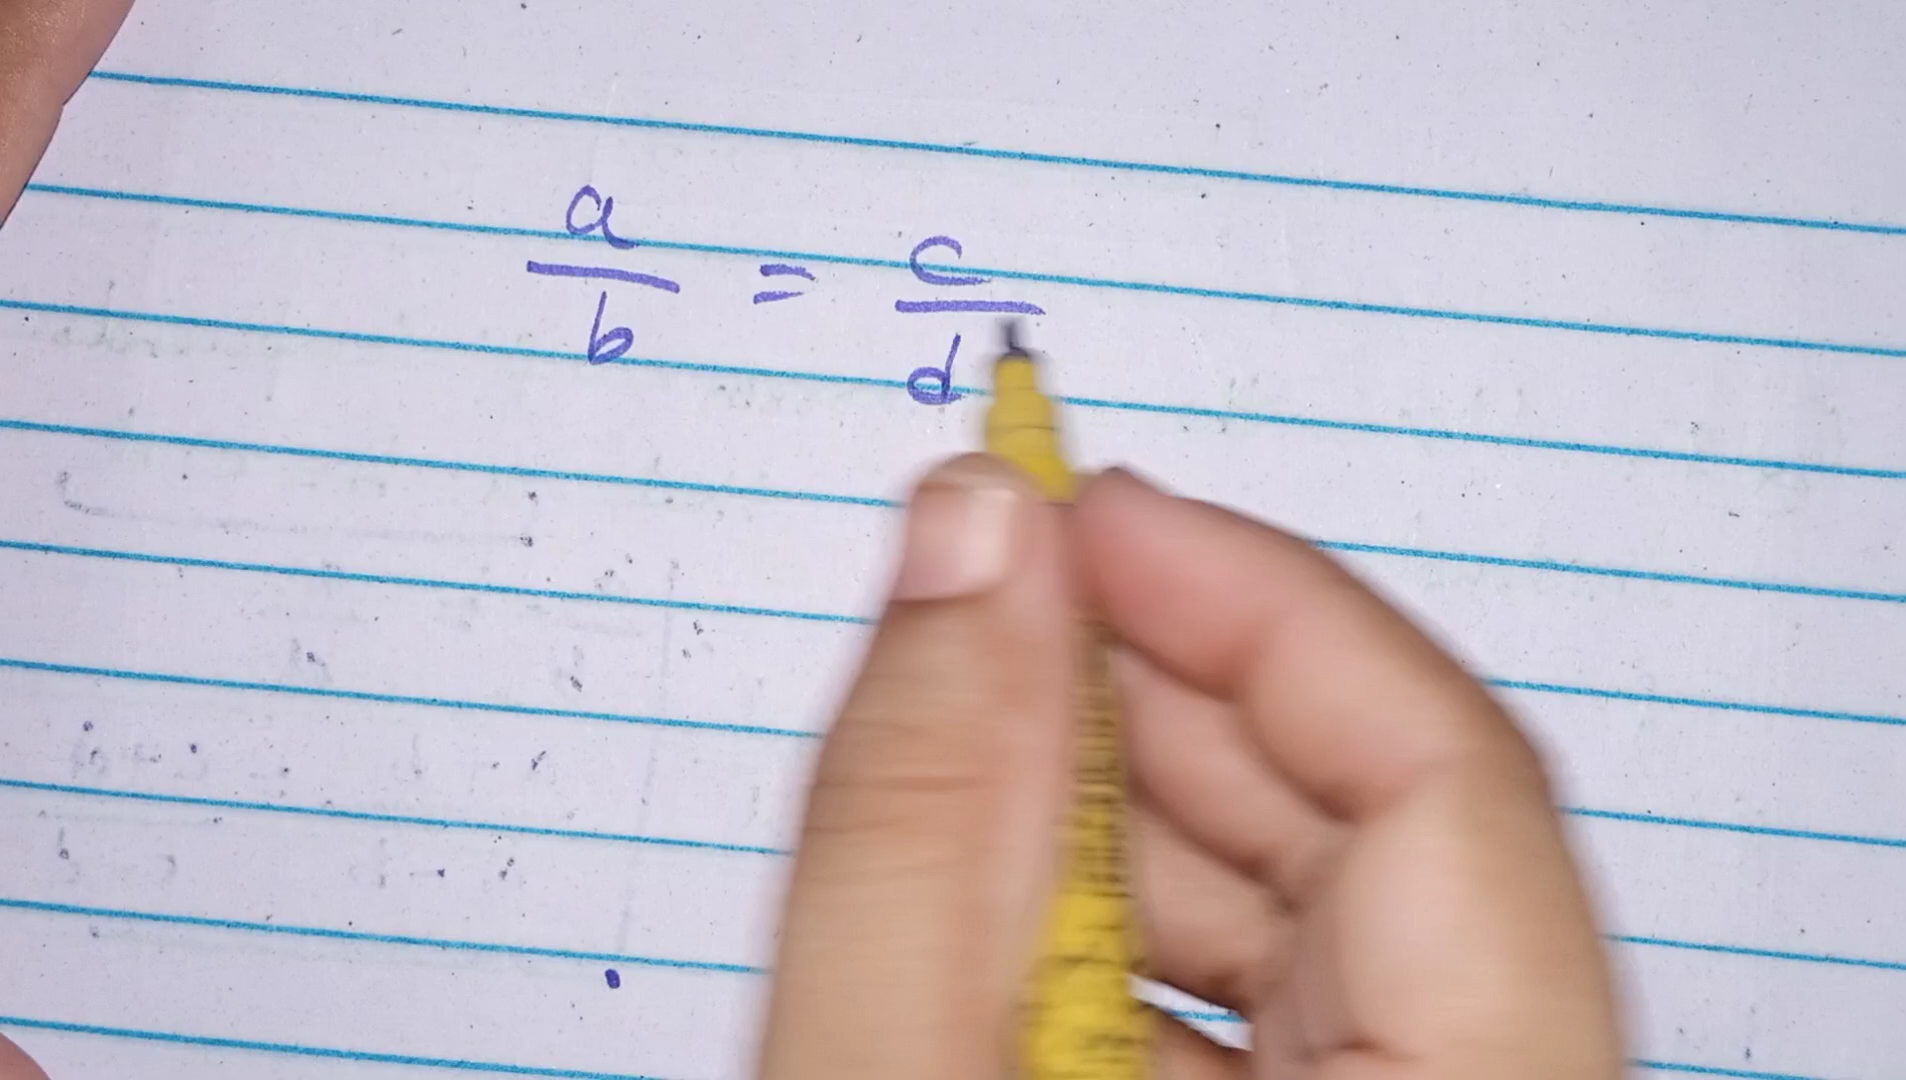 a/b = c/d